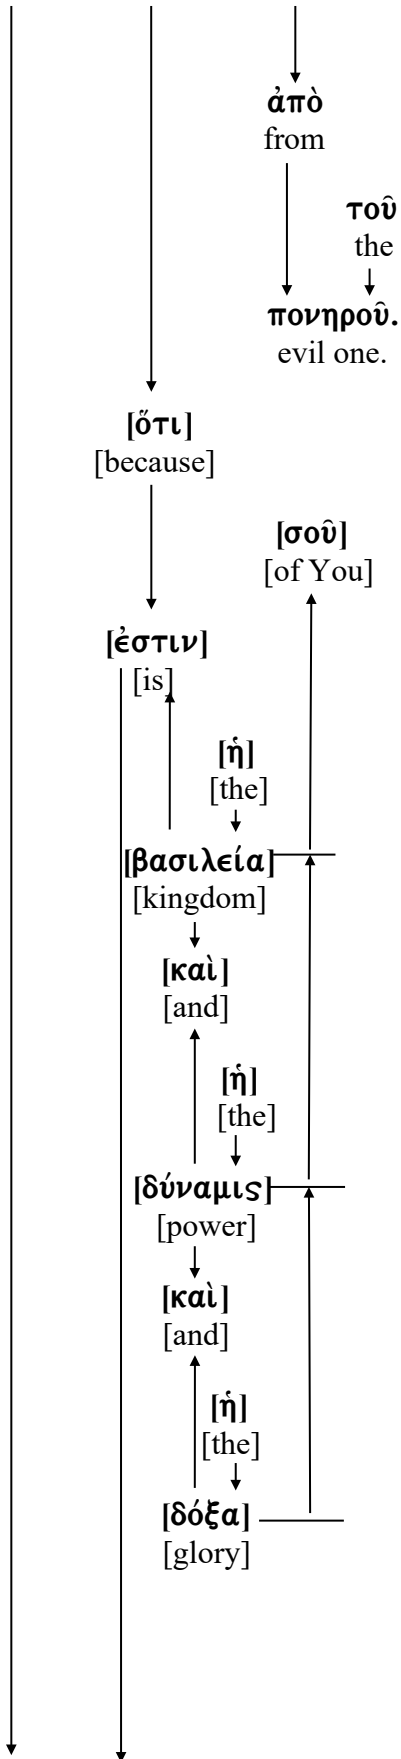 ἀπὸ
from
τοῦ
the
πονηροῦ.
evil one.
[ὅτι]
[because]
[σοῦ]
[of You]
[ἐστιν]
[is]
[ἡ]
[the]
[βασιλεία]
[kingdom]
[καὶ]
[and]
[ἡ]
[the]
[δύναμις]
[power]
[καὶ]
[and]
[ἡ]
[the]
[δόξα]
[glory]